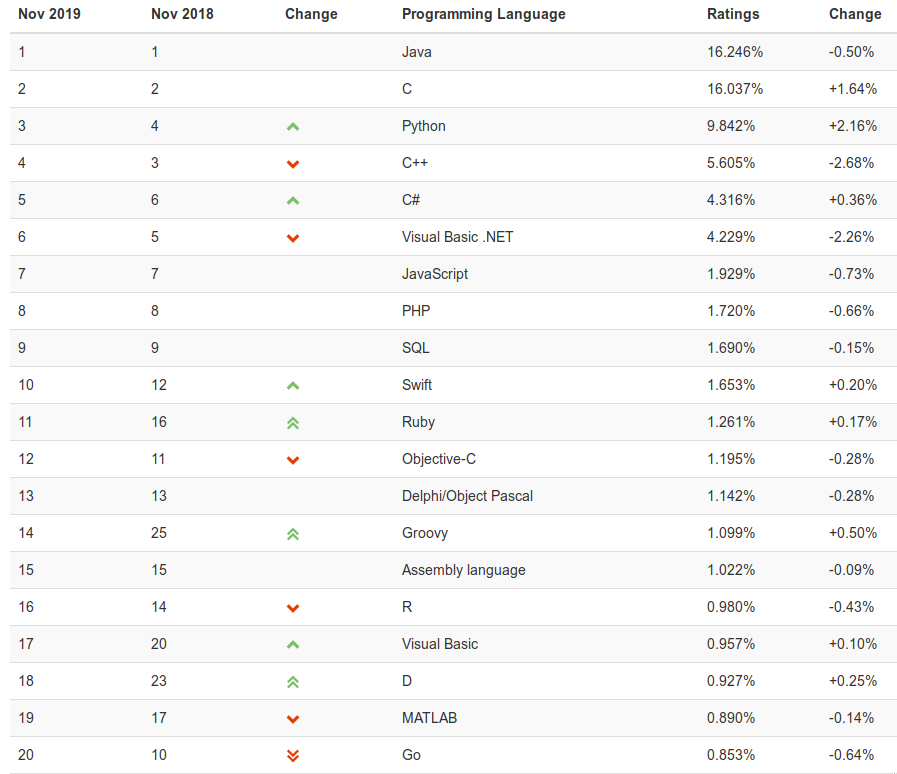 Nov 2019 Nov 2018 Change Programming Language Ratings Change
1 1 Java 16.246% -0.50%
2 2 C 16.037% +1.64%
3 4 Python 9.842% +2.16%
4 3 C++ 5.605% -2.68%
5 6 C# 4.316% +0.36%
6 5 Visual Basic .NET 4.229% -2.26%
7 7 JavaScript 1.929% -0.73%
8 8 PHP 1.720% -0.66%
9 9 SQL 1.690% -0.15%
10 12 Swift 1.653% +0.20%
11 16 Ruby 1.261% +0.17%
12 11 Objective-C 1.195% -0.28%
13 13 Delphi/Object Pascal 1.142% -0.28%
14 25 Groovy 1.099% +0.50%
15 15 Assembly language 1.022% -0.09%
16 14 R 0.980% -0.43%
17 20 Visual Basic 0.957% +0.10%
18 23 D 0.927% +0.25%
19 17 MATLAB 0.890% -0.14%
20 10 Go 0.853% -0.64%